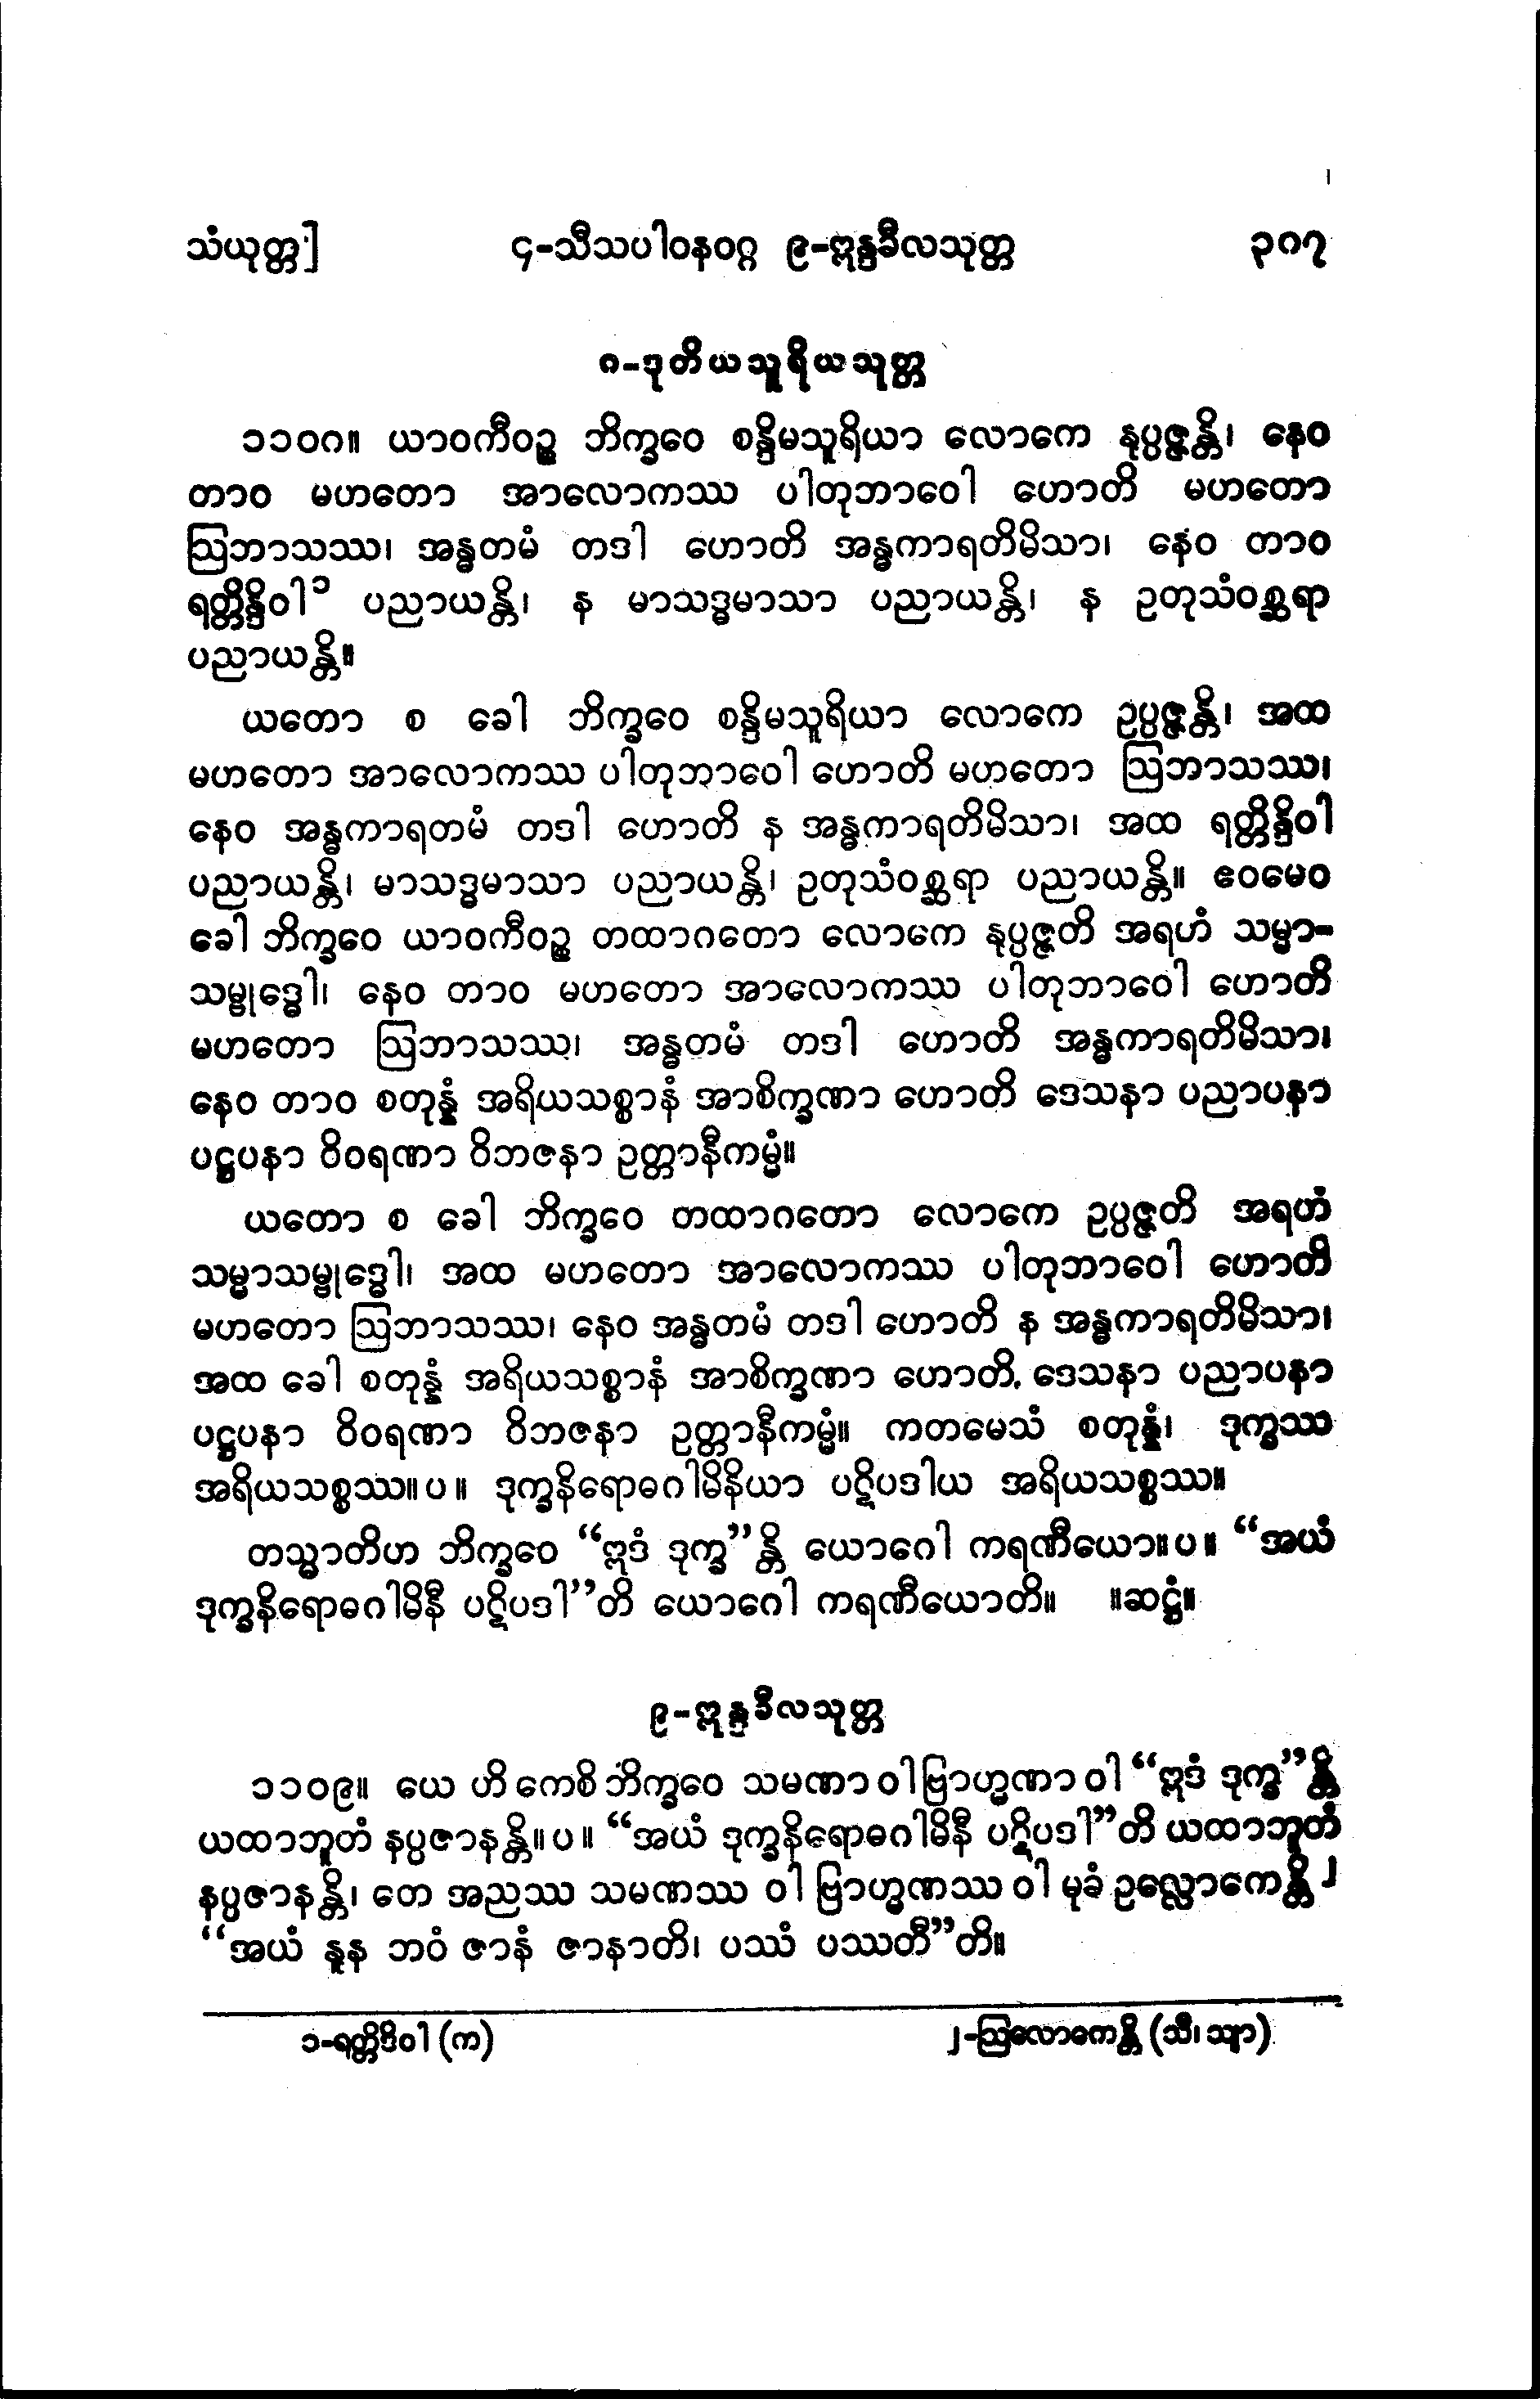 သံယုတ္တ]
၄-သီသပါဝနဝဂ္ဂ ၉-ဣန္ဒခီလသုတ္တ
၃၈၇
၈-ဒုတိယသူရိယသုတ္တ
၁၁၀၈။ ယာဝကီဝဉ္စ ဘိက္ခဝေ စန္ဒိမသူရိယာ လောကေ နုပ္ပဇ္ဇန္တိ၊ နေဝ
တာဝ မဟတော အာလောကဿ ပါတုဘာဝေါ ဟောတိ မဟတော
ဩဘာသဿ၊ အန္ဓတမံ တဒါ ဟောတိ အန္ဓကာရတိမိသာ၊ နေဝ တာဝ
ရတ္တိန္ဒိဝါ၁ ပညာယန္တိ၊ န မာသဒ္ဓမာသာ ပညာယန္တိ၊ န ဥတုသံဝစ္ဆရာ
ပညာယန္တိ။
ယတော စ ခေါ ဘိက္ခဝေ စန္ဒိမသူရိယာ လောကေ ဥပ္ပဇ္ဇန္တိ၊ အထ
မဟတော အာလောကဿ ပါတုဘာဝေါ ဟောတိ မဟတော ဩဘာသဿ၊
နေဝ အန္ဓကာရတမံ တဒါ ဟောတိ န အန္ဓကာရတိမိသာ၊ အထ ရတ္တိန္ဒိဝါ
ပညာယန္တိ၊ မာသဒ္ဓမာသာ ပညာယန္တိ၊ ဥတုသံဝစ္ဆရာ ပညာယန္တိ။ ဧဝမေဝ
ခေါ ဘိက္ခဝေ ယာဝကီဝဉ္စ တထာဂတော လောကေ နုပ္ပဇ္ဇတိ အရဟံ သမ္မာ-
သမ္ဗုဒ္ဓေါ၊ နေဝ တာဝ မဟတော အာလောကဿ ပါတုဘာဝေါ ဟောတိ
မဟတော ဩဘာသဿ၊ အန္ဓတမံ တဒါ ဟောတိ အန္ဓကာရတိမိသာ၊
နေဝ တာဝ စတုန္နံ အရိယသစ္စာနံ အာစိက္ခဏာ ဟောတိ ဒေသနာ ပညာပနာ
ပဋ္ဌပနာ ဝိဝရဏာ ဝိဘဇနာ ဥတ္တာနီကမ္မံ။
ယတော စ ခေါ ဘိက္ခဝေ တထာဂတော လောကေ ဥပ္ပဇ္ဇတိ အရဟံ
သမ္မာသမ္ဗုဒ္ဓေါ၊ အထ မဟတော အာလောကဿ ပါတုဘာဝေါ ဟောတိ
မဟတော ဩဘာသဿ၊ နေဝ အန္ဓတမံ တဒါ ဟောတိ န အန္ဓကာရတိမိသာ၊
အထ ခေါ စတုန္နံ အရိယသစ္စာနံ အာစိက္ခဏာ ဟောတိ, ဒေသနာ ပညာပနာ
ပဋ္ဌပနာ ဝိဝရဏာ ဝိဘဇနာ ဥတ္တာနီကမ္မံ။ ကတမေသံ စတုန္နံ၊ ဒုက္ခဿ
အရိယသစ္စဿ။ ပ ။ ဒုက္ခနိရောဓဂါမိနိယာ ပဋိပဒါယ အရိယသစ္စဿ။
တသ္မာတိဟ ဘိက္ခဝေ “ဣဒံ ဒုက္ခ”န္တိ ယောဂေါ ကရဏီယော။ ပ ။ “အယံ
ဒုက္ခနိရောဓဂါမိနီ ပဋိပဒါ”တိ ယောဂေါ ကရဏီယောတိ။ ။ဆဋ္ဌံ။
၉-ဣန္ဒခီလသုတ္တ
၁၁၀၉။ ယေ ဟိ ကေစိ ဘိက္ခဝေ သမဏာ ဝါ ဗြာဟ္မဏာ ဝါ “ဣဒံ ဒုက္ခ”န္တိ
ယထာဘူတံ နပ္ပဇာနန္တိ။ ပ ။ “အယံ ဒုက္ခနိရောဓဂါမိနီ ပဋိပဒါ”တိ ယထာဘူတံ
နပ္ပဇာနန္တိ၊ တေ အညဿ သမဏဿ ဝါ ဗြာဟ္မဏဿ ဝါ မုခံ ဥလ္လောကေန္တိ၂
“အယံ နူန ဘဝံ ဇာနံ ဇာနာတိ၊ ပဿံ ပဿတီ”တိ။
၁-ရတ္တိဒိဝါ (က)
၂-ဩလောကေန္တိ (သီ၊ သျာ)